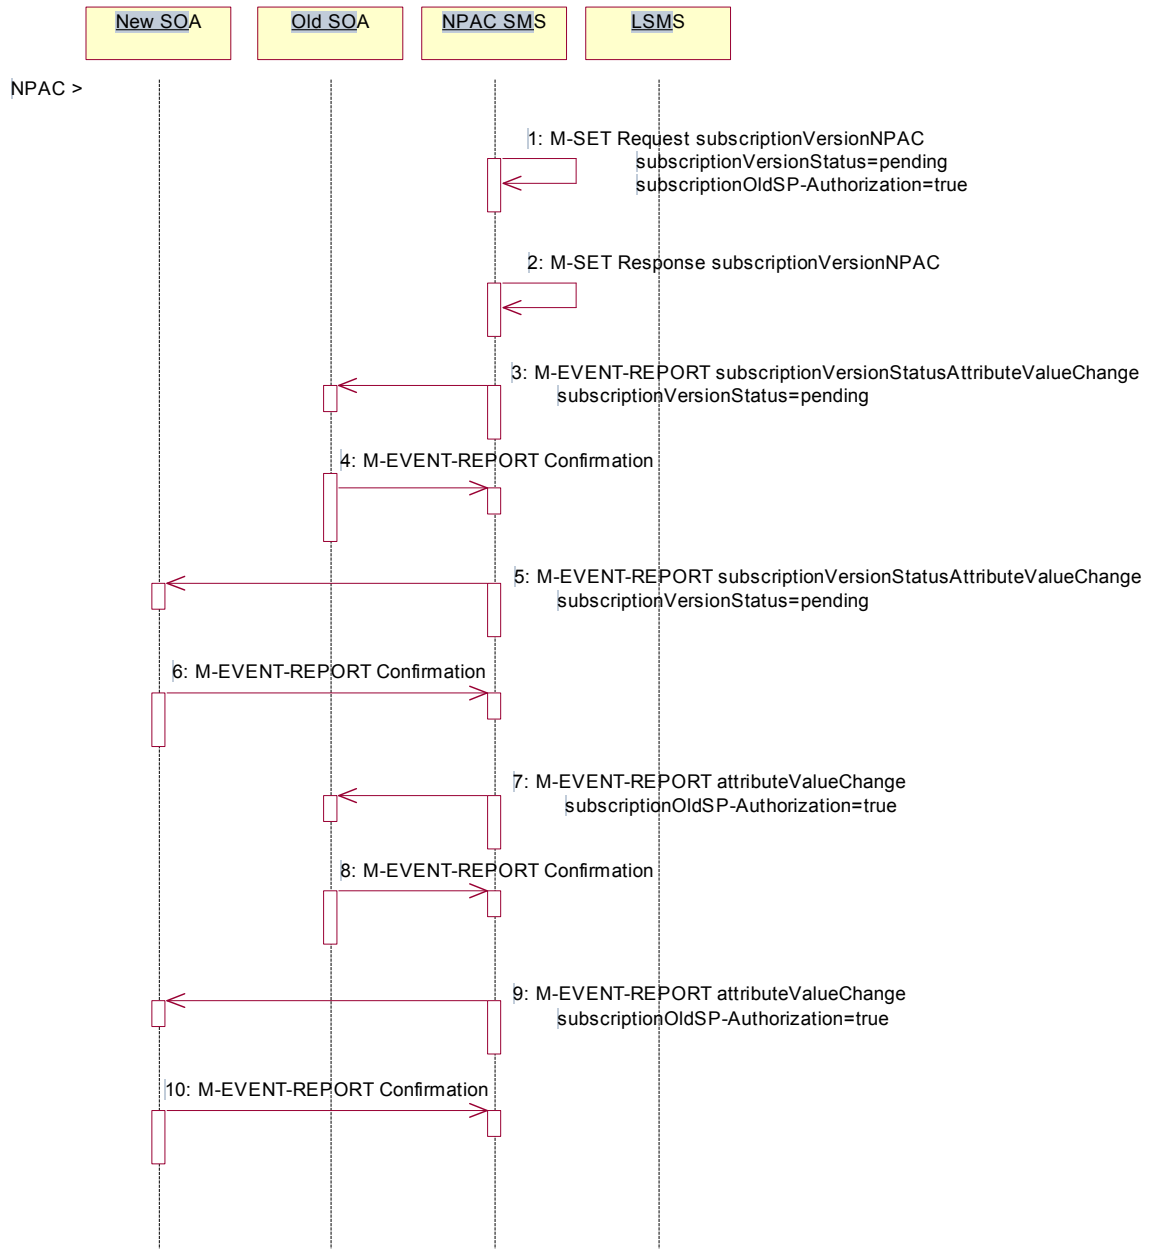 New SOA
Old SOA
NPAC SMS
LSMS
NPAC >
1: M-SET Request subscriptionVersionNPAC
subscriptionVersionStatus=pending
subscriptionOldSP-Authorization=true
2: M-SET Response subscriptionVersionNPAC
3: M-EVENT-REPORT subscriptionVersionStatusAttributeValueChange
subscriptionVersionStatus=pending
4: M-EVENT-REPORT Confirmation
5: M-EVENT-REPORT subscriptionVersionStatusAttributeValueChange
subscriptionVersionStatus=pending
6: M-EVENT-REPORT Confirmation
7: M-EVENT-REPORT attributeValueChange
subscriptionOldSP-Authorization=true
8: M-EVENT-REPORT Confirmation
9: M-EVENT-REPORT attributeValueChange
subscriptionOldSP-Authorization=true
10: M-EVENT-REPORT Confirmation